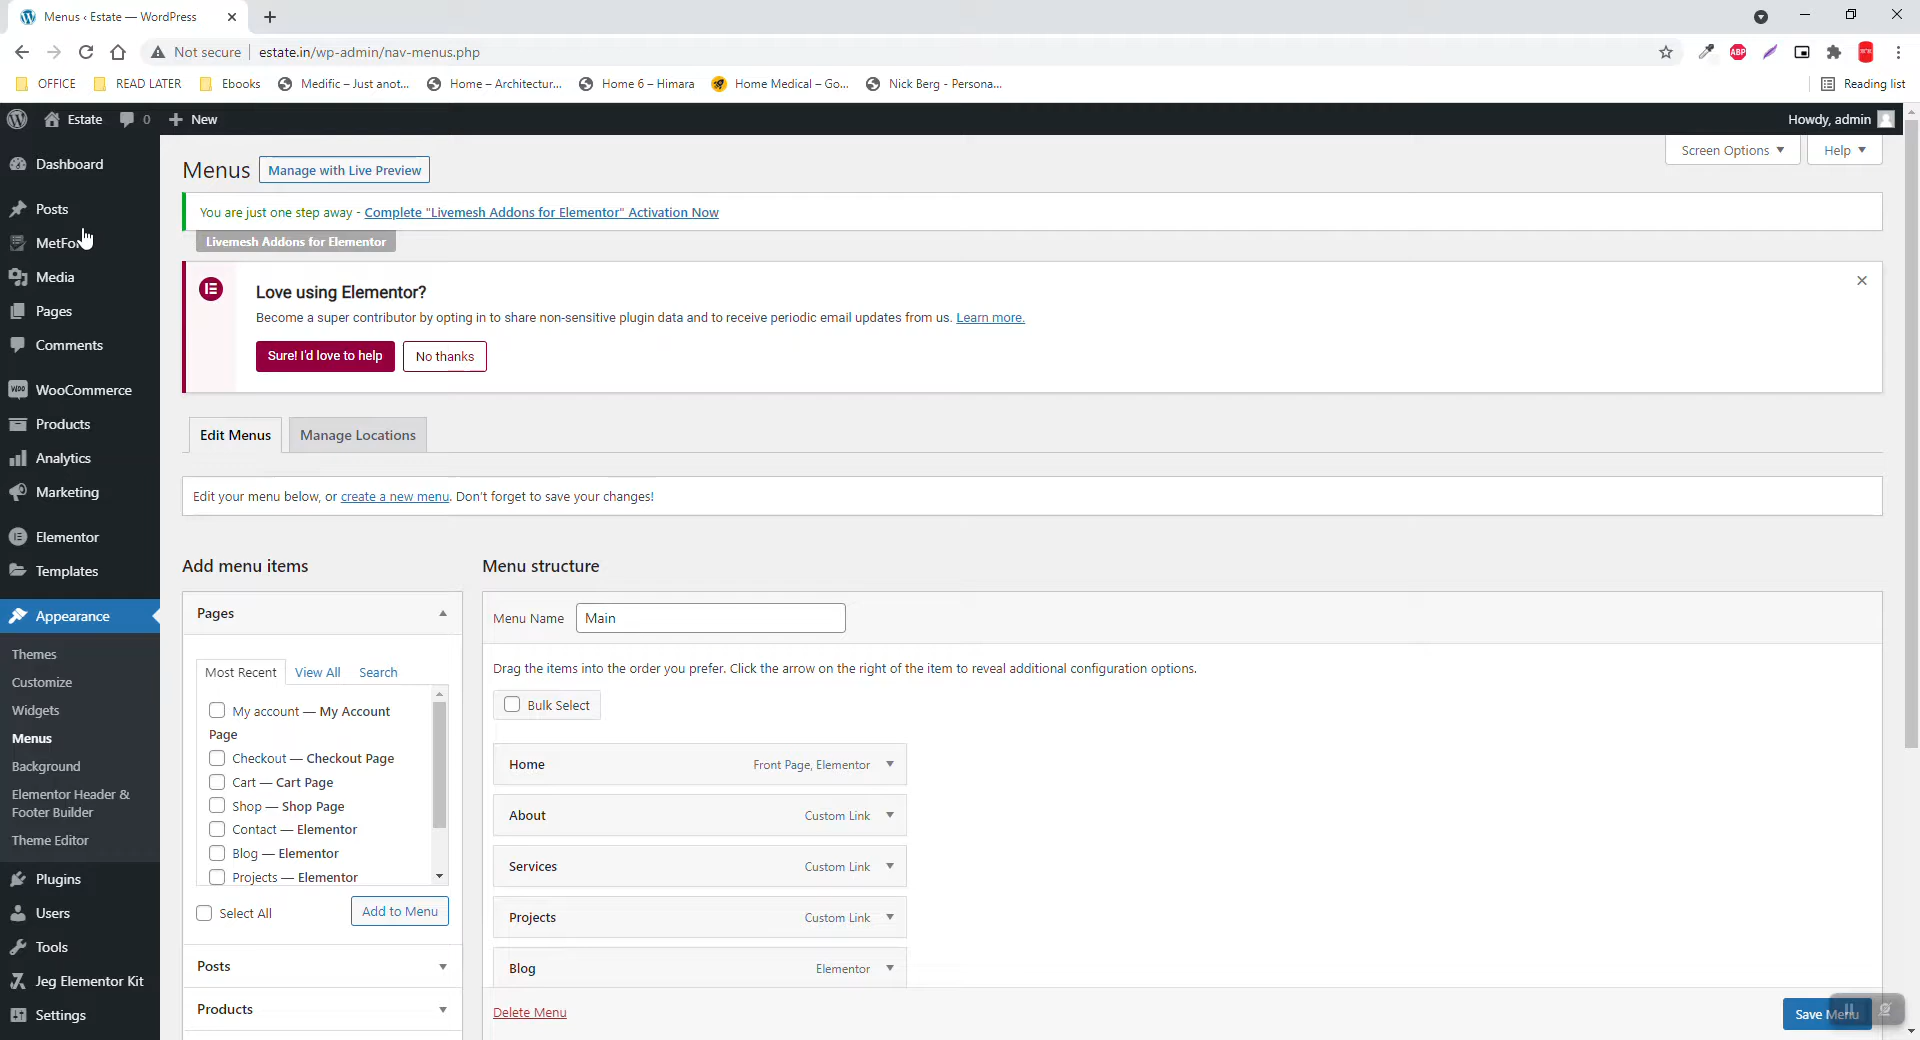 Menus ‹ Estate — WordPress
Not secure
estate.in/wp-admin/nav-menus.php
ABP
OFFICE
READ LATER
Ebooks
Medific – Just anot...
Home – Architectur...
Home 6 – Himara
Home Medical – Go...
Nick Berg - Persona...
Reading list
Estate
0
New
Howdy, admin
Dashboard
Posts
Media
Pages
Comments
WooCommerce
Products
Analytics
Marketing
Elementor
Templates
Appearance
Themes
Customize
Widgets
Menus
Background
Elementor Header &
Footer Builder
Theme Editor
Plugins
Users
Tools
Jeg Elementor Kit
Settings
Screen Options
Help
Menus
Manage with Live Preview
You are just one step away - Complete "Livemesh Addons for Elementor" Activation Now
Livemesh Addons for Elementor
Love using Elementor?
Become a super contributor by opting in to share non-sensitive plugin data and to receive periodic email updates from us. Learn more.
Sure! I'd love to help
No thanks
Edit Menus
Manage Locations
Edit your menu below, or create a new menu. Don't forget to save your changes!
Add menu items
Pages
Most Recent
View All
Search
My account — My Account
Page
Checkout — Checkout Page
Cart — Cart Page
Shop — Shop Page
Contact — Elementor
Blog — Elementor
Projects — Elementor
Select All
Add to Menu
Posts
Products
Menu structure
Menu Name
Main
Drag the items into the order you prefer. Click the arrow on the right of the item to reveal additional configuration options.
Bulk Select
Home
Front Page, Elementor
About
Custom Link
Services
Custom Link
Projects
Custom Link
Blog
Elementor
Delete Menu
Save Menu